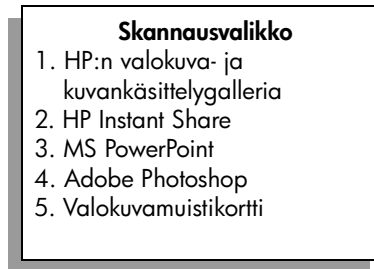 Skannausvalikko
1. HP:n valokuva- ja
kuvankäsittelygalleria
2. HP Instant Share
3. MS PowerPoint
4. Adobe Photoshop
5. Valokuvamuistikortti